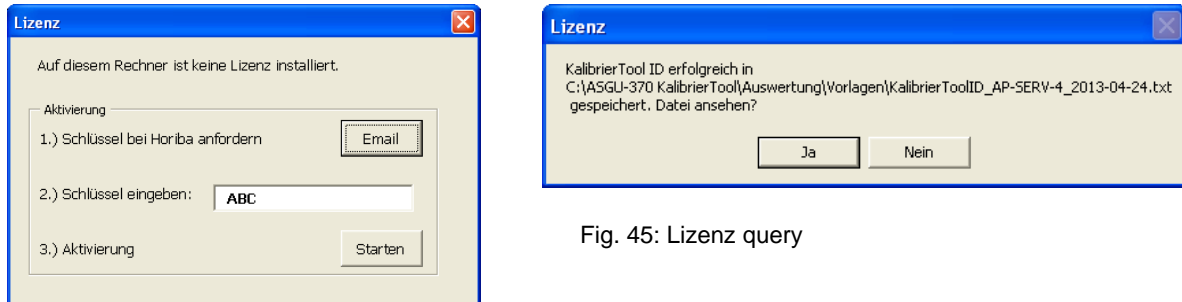 Lizenz
Auf diesem Rechner ist keine Lizenz installiert.
Aktivierung
1.) Schlüssel bei Horiba anfordern
Email
2.) Schlüssel eingeben:
ABC
3.) Aktivierung
Starten
Lizenz
KalibrierTool ID erfolgreich in
C:\ASGU-370 KalibrierTool\Auswertung\Vorlagen\KalibrierToolID_AP-SERV-4_2013-04-24.txt
gespeichert. Datei ansehen?
Ja
Nein
Fig. 45: Lizenz query